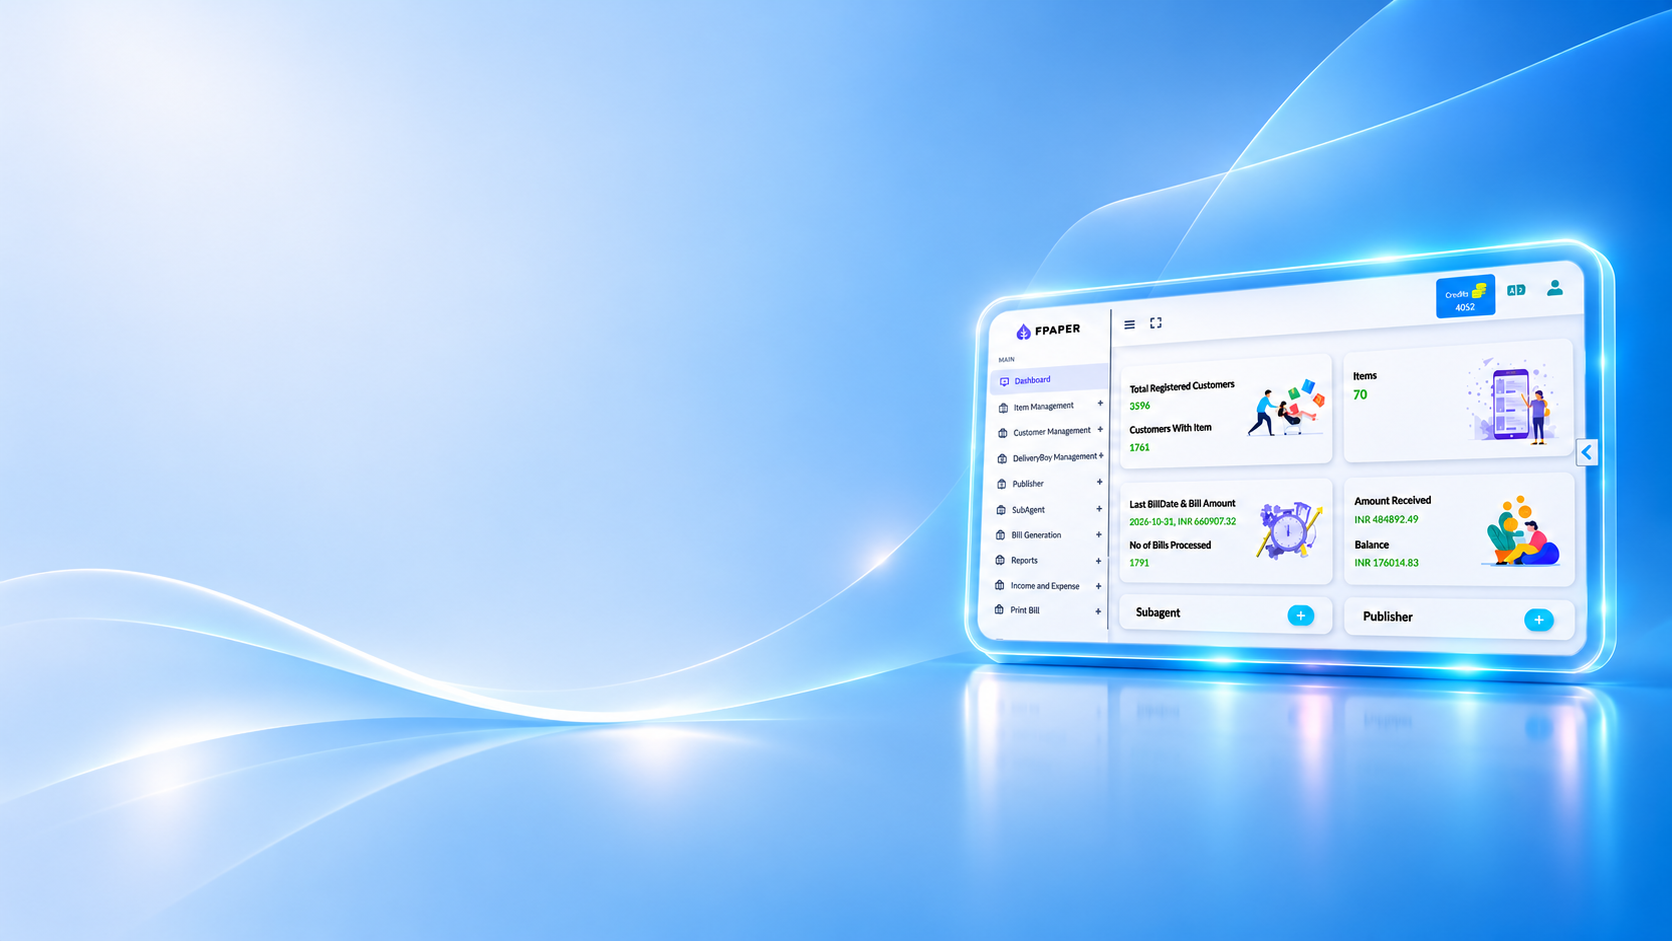 FPAPER
MAIN
Dashboard
Item Management +
Customer Management +
DeliveryBoy Management +
Publisher +
SubAgent +
Bill Generation +
Reports +
Income and Expense +
Print Bill +
Credits
4052
Total Registered Customers
3596
Customers With Item
1761
Items
70
Last BillDate & Bill Amount
2026-10-31, INR 660907.32
No of Bills Processed
1791
Amount Received
INR 484892.49
Balance
INR 176014.83
Subagent +
Publisher +